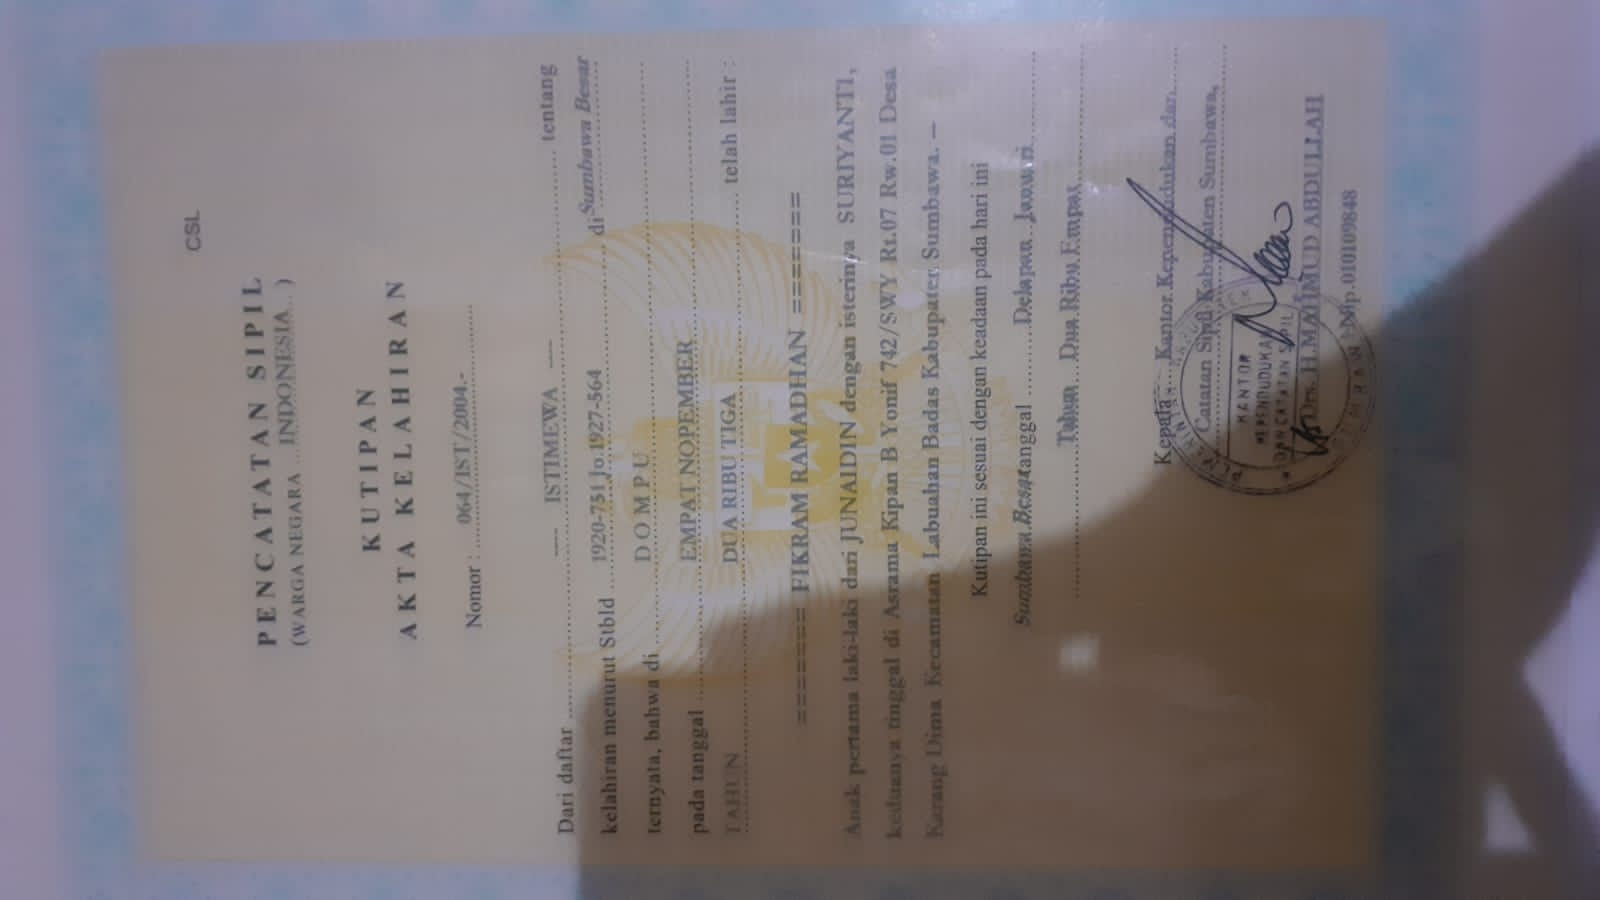 CSL
PENCATATAN SIPIL
(WARGA NEGARA ... INDONESIA.. )
KUTIPAN
AKTA KELAHIRAN
Nomor : .. 064/IST/2004.-
Dari daftar ........ --- ISTIMEWA --- ........ tentang
kelahiran menurut Stbld ... 1920-751 Jo.1927-564 di Sumbawa Besar
ternyata, bahwa di ........ DOMPU ........
pada tanggal ........ EMPAT NOPEMBER ........
TAHUN DUA RIBU TIGA ........ telah lahir :
======= FIKRAM RAMADHAN =======
Anak pertama laki-laki dari JUNAIDIN dengan isterinya SURIYANTI,
keduanya tinggal di Asrama Kipan B Yonif 742/SWY Rt.07 Rw.01 Desa
Karang Dima Kecamatan Labuahan Badas Kabupaten Sumbawa. –
Kutipan ini sesuai dengan keadaan pada hari ini
Sumbawa Besar tanggal ........ Delapan Januari
Tahun Dua Ribu Empat
Kepala Kantor Kependudukan dan
Catatan Sipil Kabupaten Sumbawa,
KANTOR
KEPENDUDUKAN
DAN CATATAN SIPIL
Drs.H.MAHMUD ABDULLAH
Nip.010109848